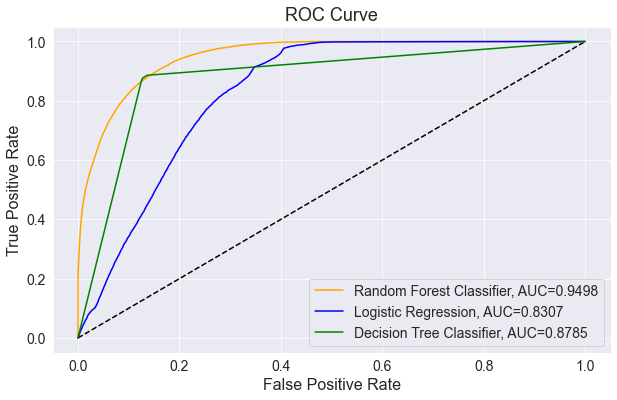 ROC Curve
True Positive Rate
1.0
0.8
0.6
0.4
0.2
0.0
Random Forest Classifier, AUC=0.9498
Logistic Regression, AUC=0.8307
Decision Tree Classifier, AUC=0.8785
0.0 0.2 0.4 0.6 0.8 1.0
False Positive Rate